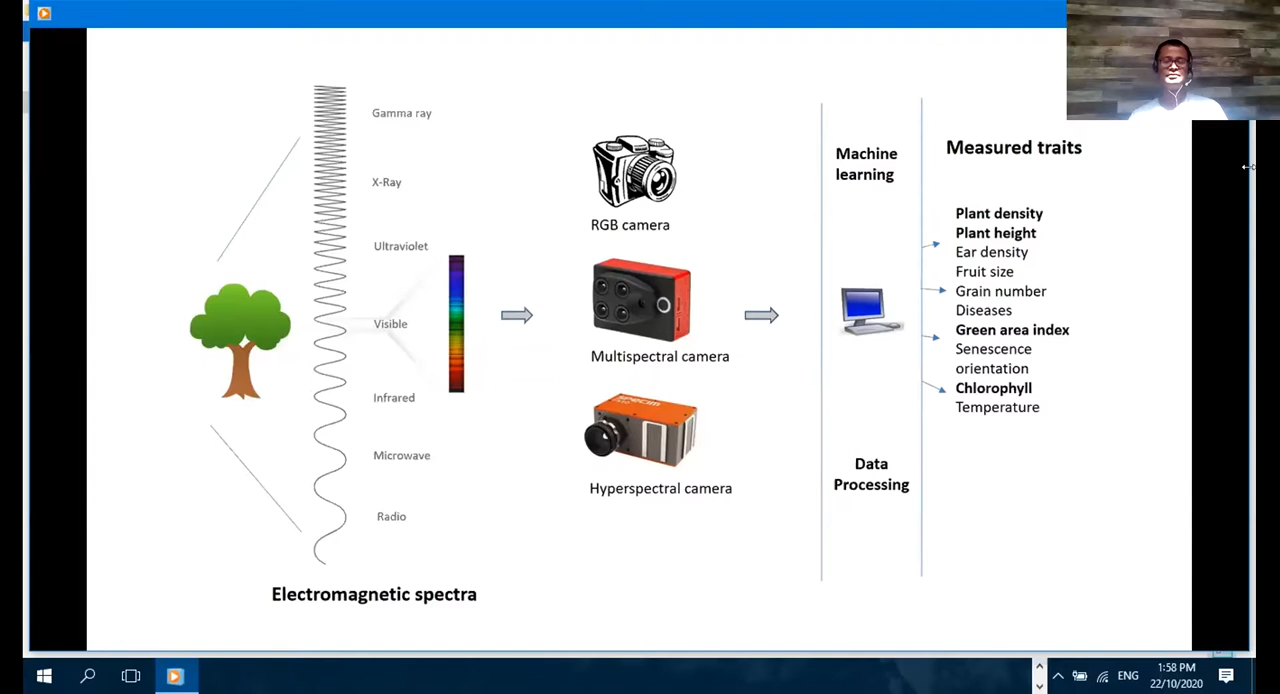 Gamma ray
X-Ray
Ultraviolet
Visible
Infrared
Microwave
Radio
Electromagnetic spectra
RGB camera
Multispectral camera
SPECIM
Hyperspectral camera
Machine
learning
Data
Processing
Measured traits
Plant density
Plant height
Ear density
Fruit size
Grain number
Diseases
Green area index
Senescence
orientation
Chlorophyll
Temperature
ENG
1:58 PM
22/10/2020